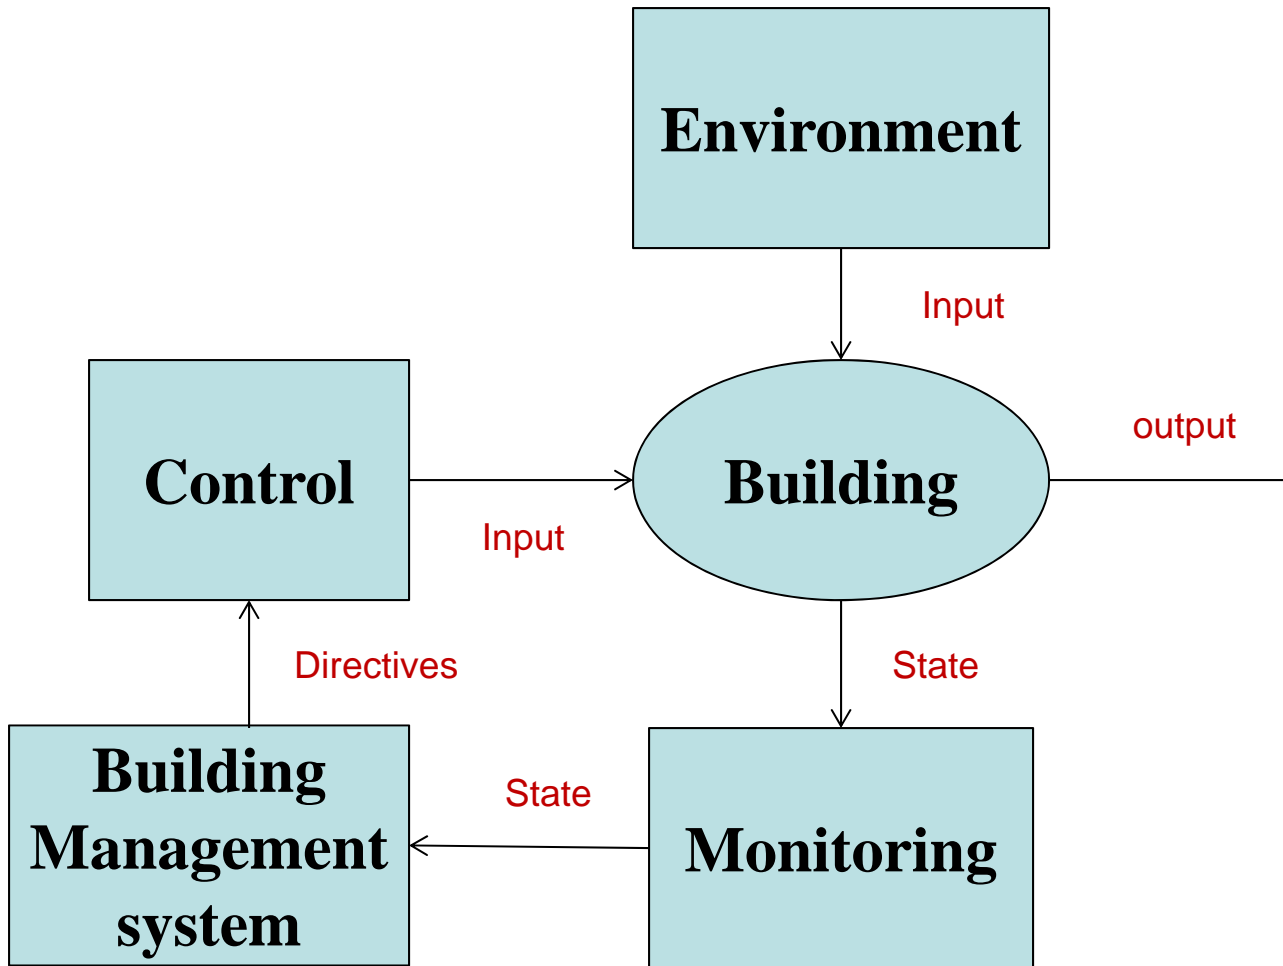 Environment
Input
output
Control
Building
Input
Directives
State
Building
Management
system
State
Monitoring